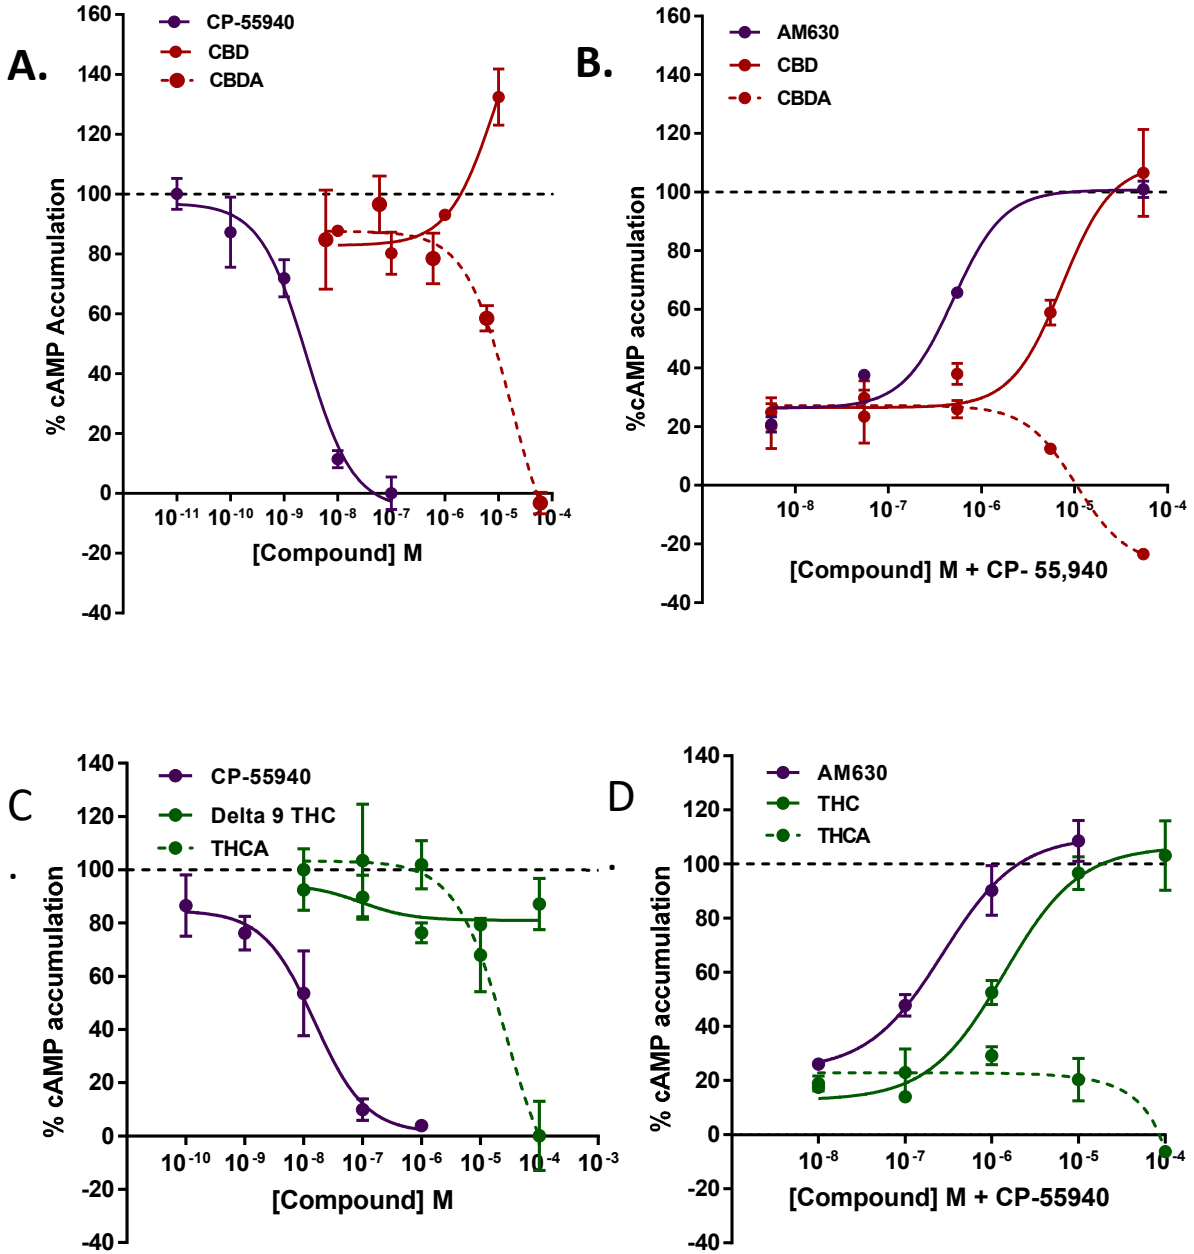 A.
CP-55940
CBD
CBDA
160
140
120
100
80
60
40
20
0
-20
-40
% cAMP Accumulation
10-11 10-10 10-9 10-8 10-7 10-6 10-5 10-4
[Compound] M
B.
AM630
CBD
CBDA
160
140
120
100
80
60
40
20
0
-20
-40
%cAMP accumulation
10-8 10-7 10-6 10-5 10-4
[Compound] M + CP- 55,940
C
.
CP-55940
Delta 9 THC
THCA
140
120
100
80
60
40
20
0
-20
-40
% cAMP accumulation
10-10 10-9 10-8 10-7 10-6 10-5 10-4 10-3
[Compound] M
D
.
AM630
THC
THCA
140
120
100
80
60
40
20
0
-20
-40
% cAMP accumulation
10-8 10-7 10-6 10-5 10-4
[Compound] M + CP-55940